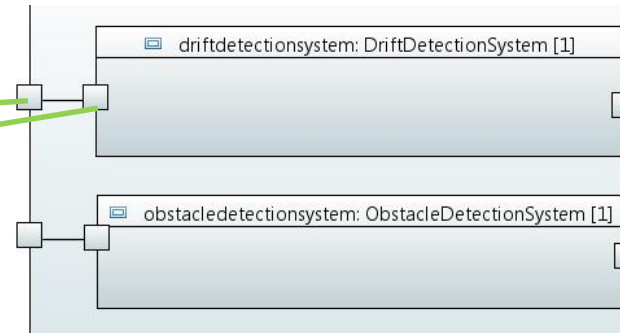 driftdetectionsystem: DriftDetectionSystem [1]
obstacledetectionsystem: ObstacleDetectionSystem [1]